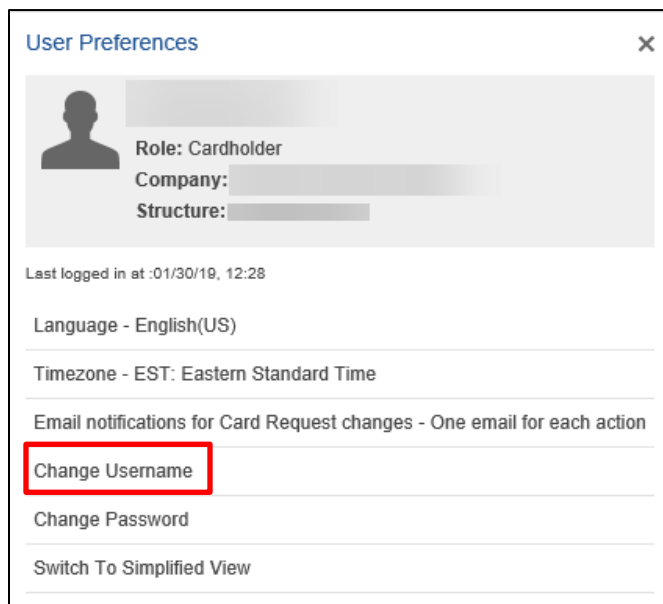 User Preferences
Role: Cardholder
Company:
Structure:
Last logged in at :01/30/19, 12:28
Language - English(US)
Timezone - EST: Eastern Standard Time
Email notifications for Card Request changes - One email for each action
Change Username
Change Password
Switch To Simplified View